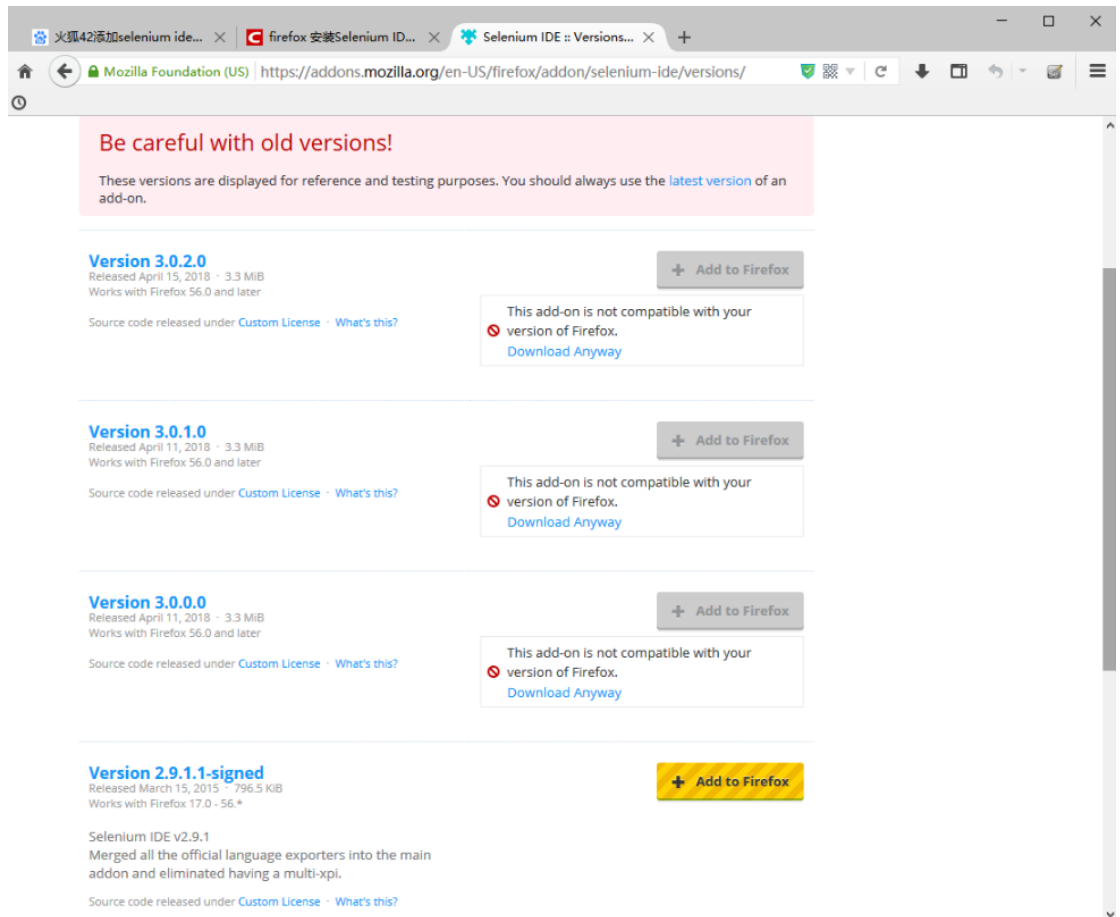 火狐42添加selenium ide...
firefox 安装Selenium ID...
Selenium IDE :: Versions...
Mozilla Foundation (US)
https://addons.mozilla.org/en-US/firefox/addon/selenium-ide/versions/
Be careful with old versions!
These versions are displayed for reference and testing purposes. You should always use the latest version of an
add-on.
Version 3.0.2.0
Released April 15, 2018 · 3.3 MiB
Works with Firefox 56.0 and later
Source code released under Custom License · What's this?
+ Add to Firefox
This add-on is not compatible with your
version of Firefox.
Download Anyway
Version 3.0.1.0
Released April 11, 2018 · 3.3 MiB
Works with Firefox 56.0 and later
Source code released under Custom License · What's this?
+ Add to Firefox
This add-on is not compatible with your
version of Firefox.
Download Anyway
Version 3.0.0.0
Released April 11, 2018 · 3.3 MiB
Works with Firefox 56.0 and later
Source code released under Custom License · What's this?
+ Add to Firefox
This add-on is not compatible with your
version of Firefox.
Download Anyway
Version 2.9.1.1-signed
Released March 15, 2015 · 796.5 KiB
Works with Firefox 17.0 - 56.*
+ Add to Firefox
Selenium IDE v2.9.1
Merged all the official language exporters into the main
addon and eliminated having a multi-xpi.
Source code released under Custom License · What's this?